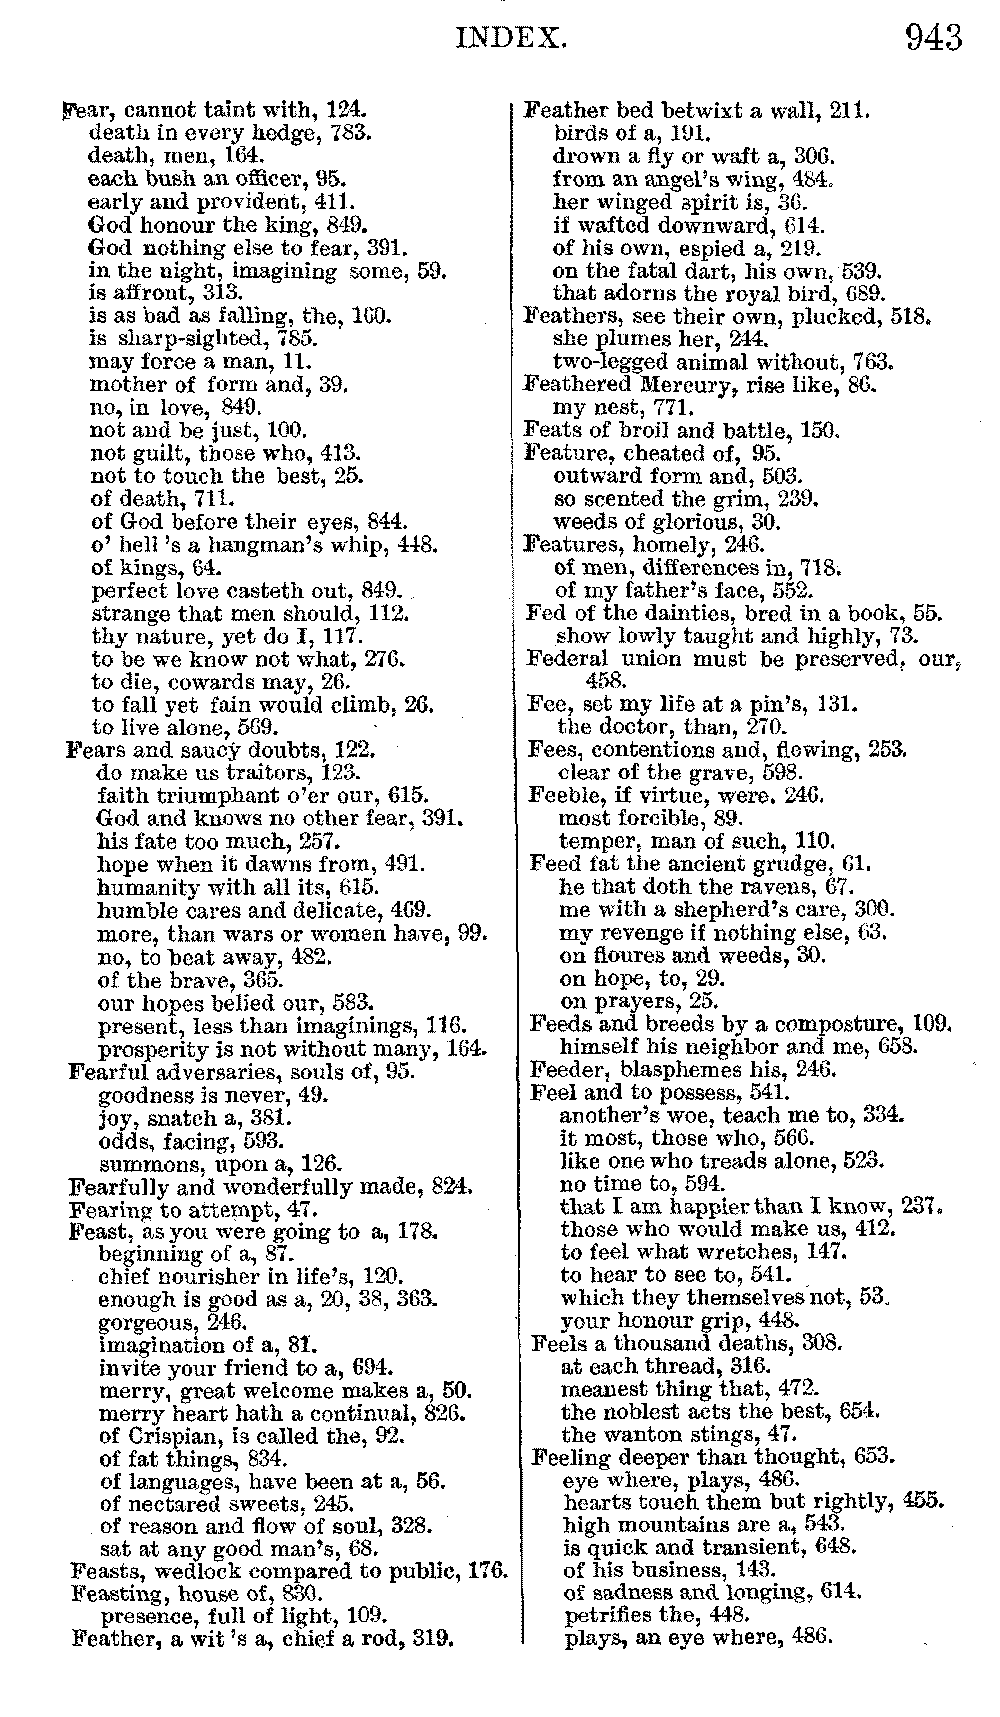 INDEX.
943
Fear, cannot taint with, 124.
death in every hedge, 783.
death, men, 164.
each bush an officer, 95.
early and provident, 411.
God honour the king, 849.
God nothing else to fear, 391.
in the night, imagining some, 59.
is affront, 313.
is as bad as falling, the, 160.
is sharp-sighted, 785.
may force a man, 11.
mother of form and, 39.
no, in love, 849.
not and be just, 100.
not guilt, those who, 413.
not to touch the best, 25.
of death, 711.
of God before their eyes, 844.
o' hell 's a hangman's whip, 448.
of kings, 64.
perfect love casteth out, 849.
strange that men should, 112.
thy nature, yet do I, 117.
to be we know not what, 276.
to die, cowards may, 26.
to fall yet fain would climb, 26.
to live alone, 569.
Fears and saucy doubts, 122.
do make us traitors, 123.
faith triumphant o'er our, 615.
God and knows no other fear, 391.
his fate too much, 257.
hope when it dawns from, 491.
humanity with all its, 615.
humble cares and delicate, 469.
more, than wars or women have, 99.
no, to beat away, 482.
of the brave, 365.
our hopes belied our, 583.
present, less than imaginings, 116.
prosperity is not without many, 164.
Fearful adversaries, souls of, 95.
goodness is never, 49.
joy, snatch a, 381.
odds, facing, 593.
summons, upon a, 126.
Fearfully and wonderfully made, 824.
Fearing to attempt, 47.
Feast, as you were going to a, 178.
beginning of a, 87.
chief nourisher in life's, 120.
enough is good as a, 20, 38, 363.
gorgeous, 246.
imagination of a, 81.
invite your friend to a, 694.
merry, great welcome makes a, 50.
merry heart hath a continual, 826.
of Crispian, is called the, 92.
of fat things, 834.
of languages, have been at a, 56.
of nectared sweets, 245.
of reason and flow of soul, 328.
sat at any good man's, 68.
Feasts, wedlock compared to public, 176.
Feasting, house of, 830.
presence, full of light, 109.
Feather, a wit 's a, chief a rod, 319.
Feather bed betwixt a wall, 211.
birds of a, 191.
drown a fly or waft a, 306.
from an angel's wing, 484.
her winged spirit is, 36.
if wafted downward, 614.
of his own, espied a, 219.
on the fatal dart, his own, 539.
that adorns the royal bird, 689.
Feathers, see their own, plucked, 518.
she plumes her, 244.
two-legged animal without, 763.
Feathered Mercury, rise like, 86.
my nest, 771.
Feats of broil and battle, 150.
Feature, cheated of, 95.
outward form and, 503.
so scented the grim, 239.
weeds of glorious, 30.
Features, homely, 246.
of men, differences in, 718.
of my father's face, 552.
Fed of the dainties, bred in a book, 55.
show lowly taught and highly, 73.
Federal union must be preserved, our,
458.
Fee, set my life at a pin's, 131.
the doctor, than, 270.
Fees, contentions and, flowing, 253.
clear of the grave, 598.
Feeble, if virtue, were, 246.
most forcible, 89.
temper, man of such, 110.
Feed fat the ancient grudge, 61.
he that doth the ravens, 67.
me with a shepherd's care, 300.
my revenge if nothing else, 63.
on floures and weeds, 30.
on hope, to, 29.
on prayers, 25.
Feeds and breeds by a composture, 109.
himself his neighbor and me, 658.
Feeder, blasphemes his, 246.
Feel and to possess, 541.
another's woe, teach me to, 334.
it most, those who, 566.
like one who treads alone, 523.
no time to, 594.
that I am happier than I know, 237.
those who would make us, 412.
to feel what wretches, 147.
to hear to see to, 541.
which they themselves not, 53.
your honour grip, 448.
Feels a thousand deaths, 308.
at each thread, 316.
meanest thing that, 472.
the noblest acts the best, 654.
the wanton stings, 47.
Feeling deeper than thought, 653.
eye where, plays, 486.
hearts touch them but rightly, 455.
high mountains are a, 543.
is quick and transient, 648.
of his business, 143.
of sadness and longing, 614.
petrifies the, 448.
plays, an eye where, 486.